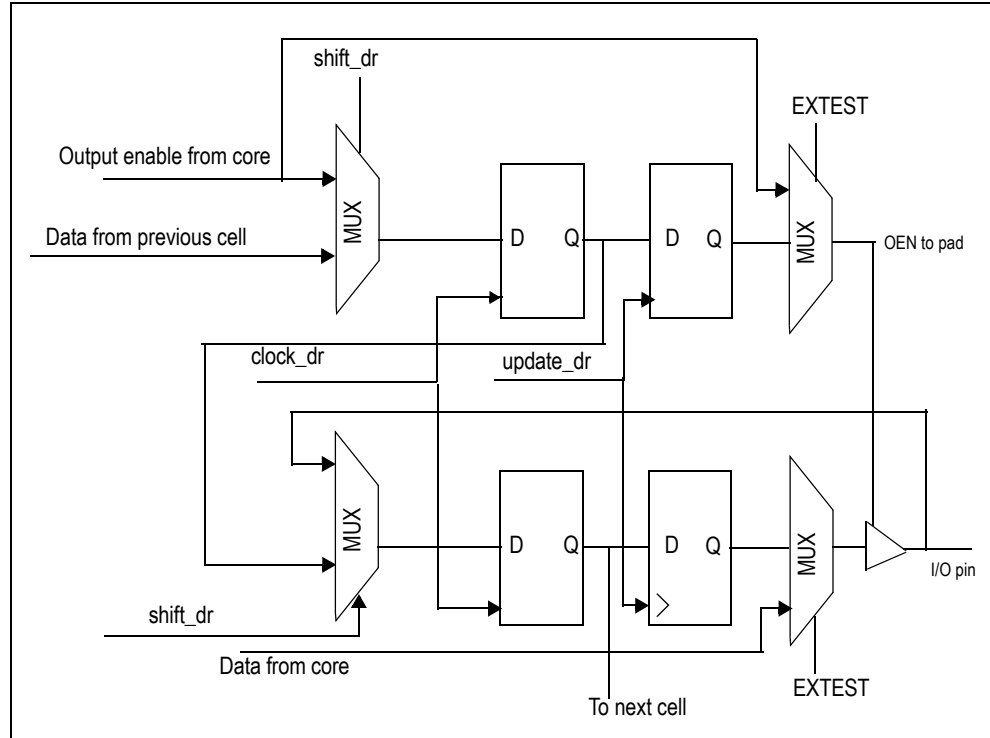 shift_dr
EXTEST
Output enable from core
MUX
Data from previous cell
D Q
D Q
MUX
OEN to pad
clock_dr
update_dr
MUX
D Q
D Q
MUX
I/O pin
shift_dr
Data from core
EXTEST
To next cell